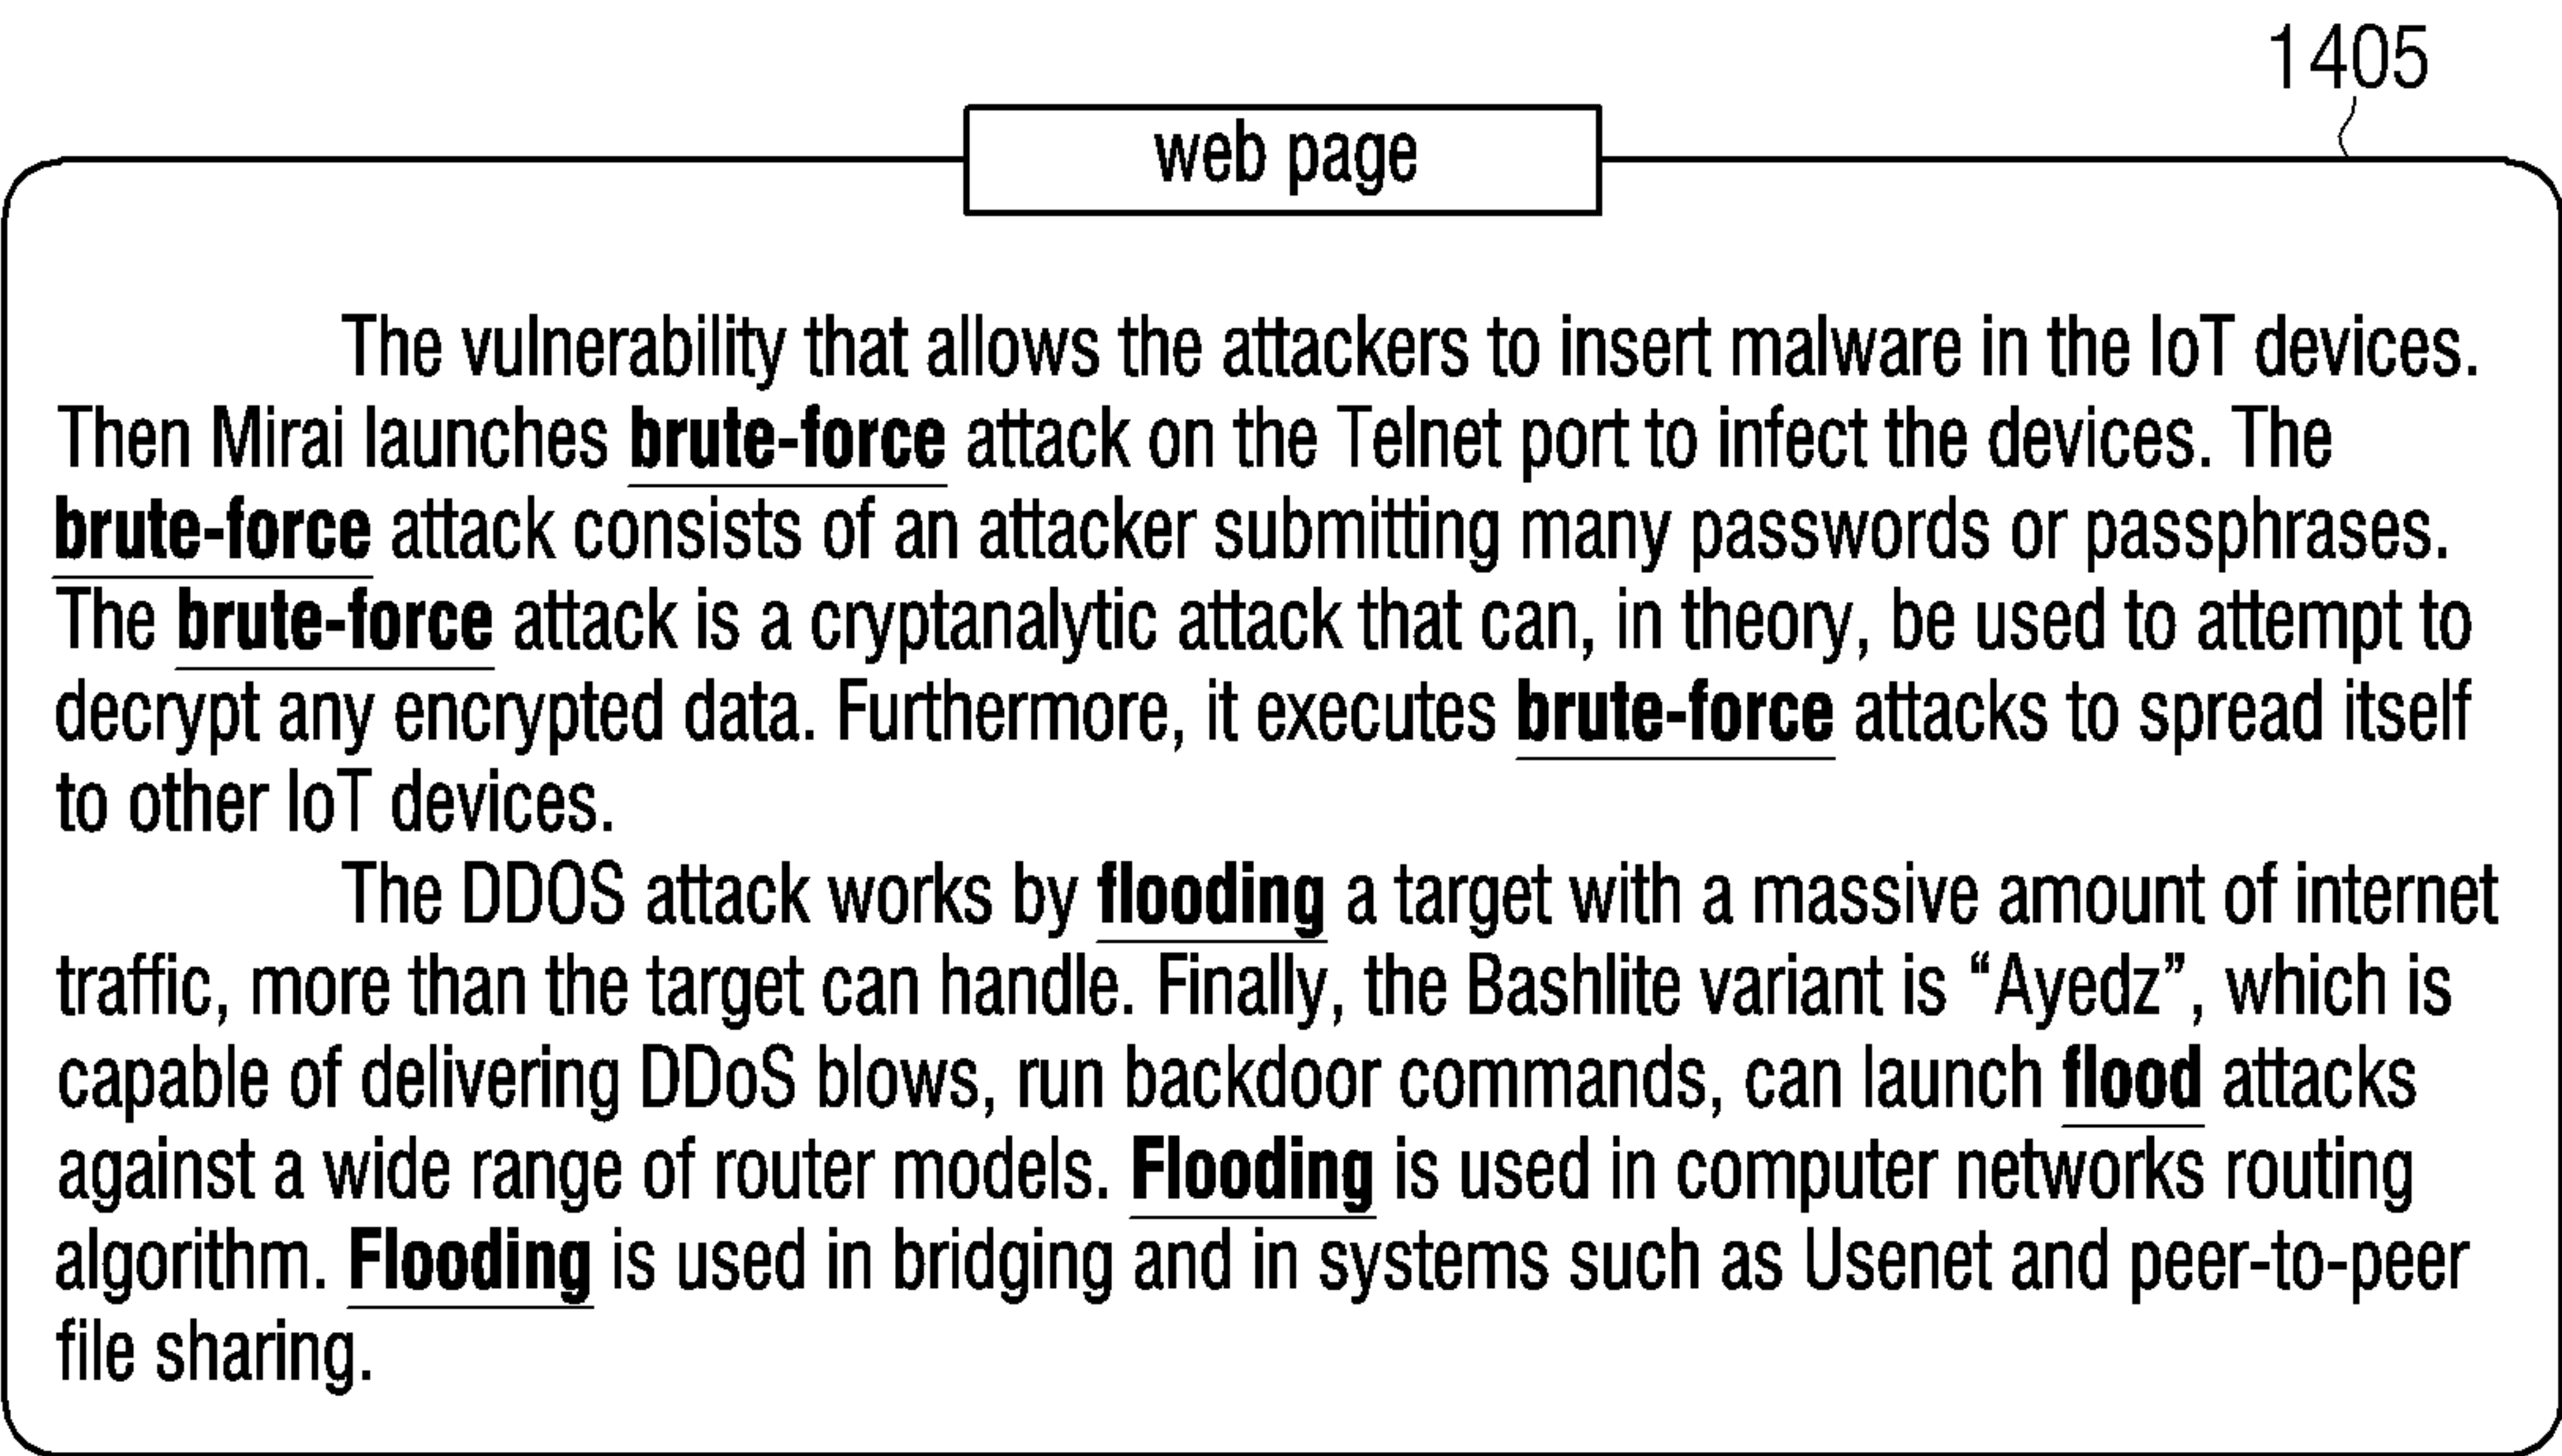 1405
web page
The vulnerability that allows the attackers to insert malware in the IoT devices.
Then Mirai launches brute-force attack on the Telnet port to infect the devices. The
brute-force attack consists of an attacker submitting many passwords or passphrases.
The brute-force attack is a cryptanalytic attack that can, in theory, be used to attempt to
decrypt any encrypted data. Furthermore, it executes brute-force attacks to spread itself
to other IoT devices.
The DDOS attack works by flooding a target with a massive amount of internet
traffic, more than the target can handle. Finally, the Bashlite variant is “Ayedz”, which is
capable of delivering DDoS blows, run backdoor commands, can launch flood attacks
against a wide range of router models. Flooding is used in computer networks routing
algorithm. Flooding is used in bridging and in systems such as Usenet and peer-to-peer
file sharing.